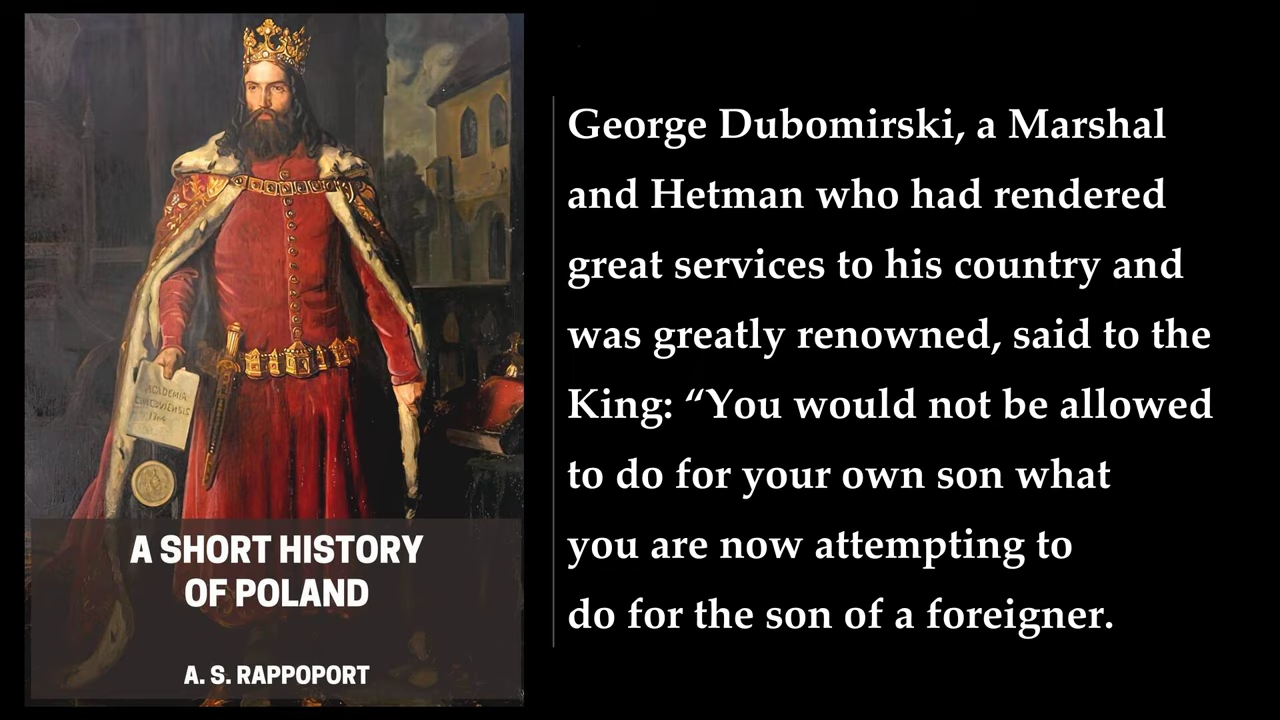 ACADEMIA
CRACOVIENSIS
A SHORT HISTORY
OF POLAND
A. S. RAPPOPORT
George Dubomirski, a Marshal
and Hetman who had rendered
great services to his country and
was greatly renowned, said to the
King: “You would not be allowed
to do for your own son what
you are now attempting to
do for the son of a foreigner.